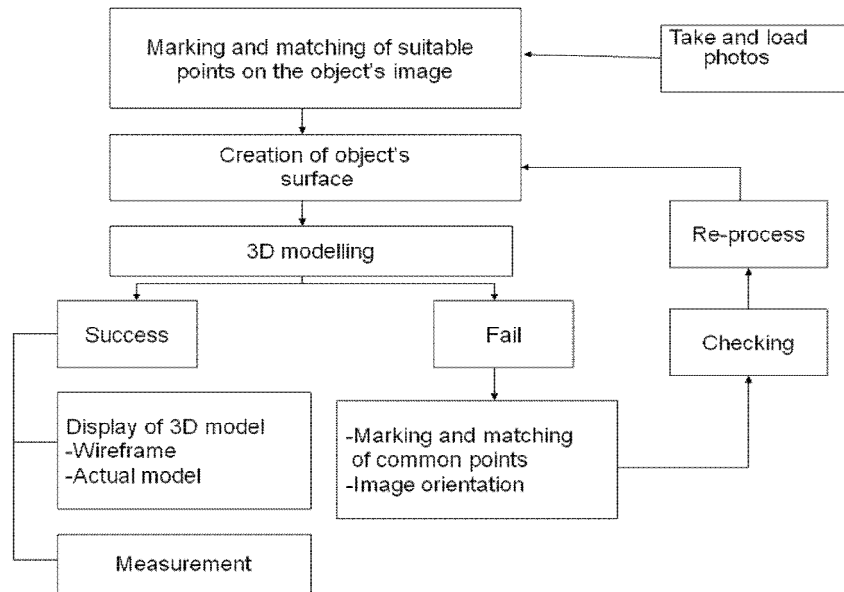 Marking and matching of suitable
points on the object's image
Take and load
photos
Creation of object's
surface
3D modelling
Re-process
Success
Fail
Checking
Display of 3D model
-Wireframe
-Actual model
-Marking and matching
of common points
-Image orientation
Measurement